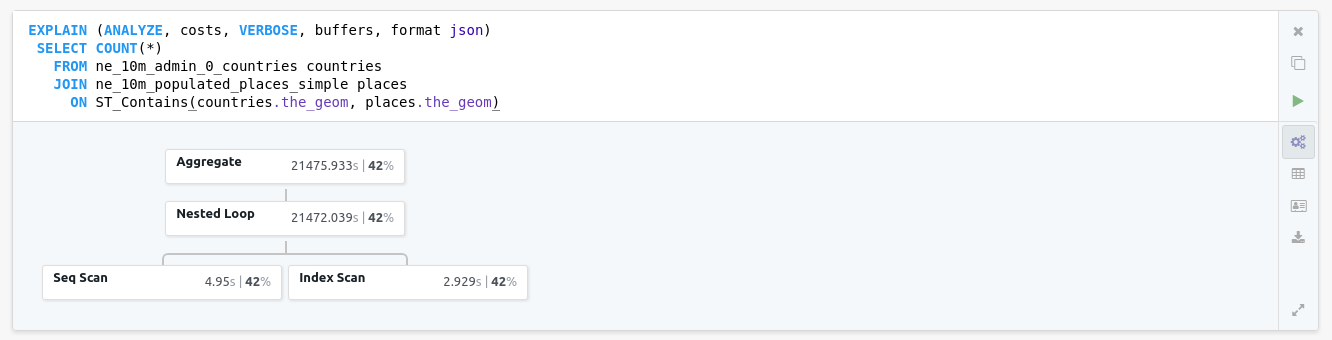 EXPLAIN (ANALYZE, costs, VERBOSE, buffers, format json)
SELECT COUNT(*)
FROM ne_10m_admin_0_countries countries
JOIN ne_10m_populated_places_simple places
ON ST_Contains(countries.the_geom, places.the_geom)
Aggregate 21475.933s | 42%
Nested Loop 21472.039s | 42%
Seq Scan 4.95s | 42% Index Scan 2.929s | 42%